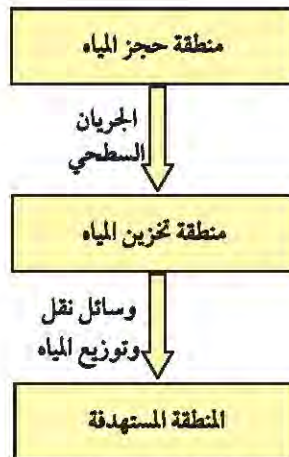 منطقة حجز المياه
الجريان
السطحي
منطقة تخزين المياه
وسائل نقل
وتوزيع المياه
المنطقة المستهدفة